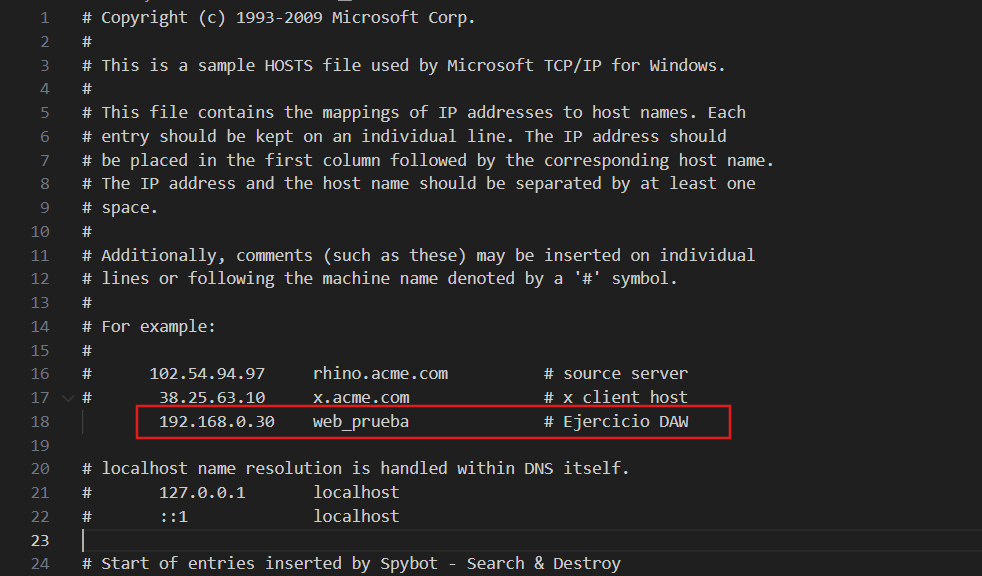 1 # Copyright (c) 1993-2009 Microsoft Corp.
2 #
3 # This is a sample HOSTS file used by Microsoft TCP/IP for Windows.
4 #
5 # This file contains the mappings of IP addresses to host names. Each
6 # entry should be kept on an individual line. The IP address should
7 # be placed in the first column followed by the corresponding host name.
8 # The IP address and the host name should be separated by at least one
9 # space.
10 #
11 # Additionally, comments (such as these) may be inserted on individual
12 # lines or following the machine name denoted by a '#' symbol.
13 #
14 # For example:
15 #
16 #      102.54.94.97     rhino.acme.com          # source server
17 #       38.25.63.10     x.acme.com              # x client host
18         192.168.0.30    web_prueba              # Ejercicio DAW
19
20 # localhost name resolution is handled within DNS itself.
21 #       127.0.0.1       localhost
22 #       ::1             localhost
23
24 # Start of entries inserted by Spybot - Search & Destroy